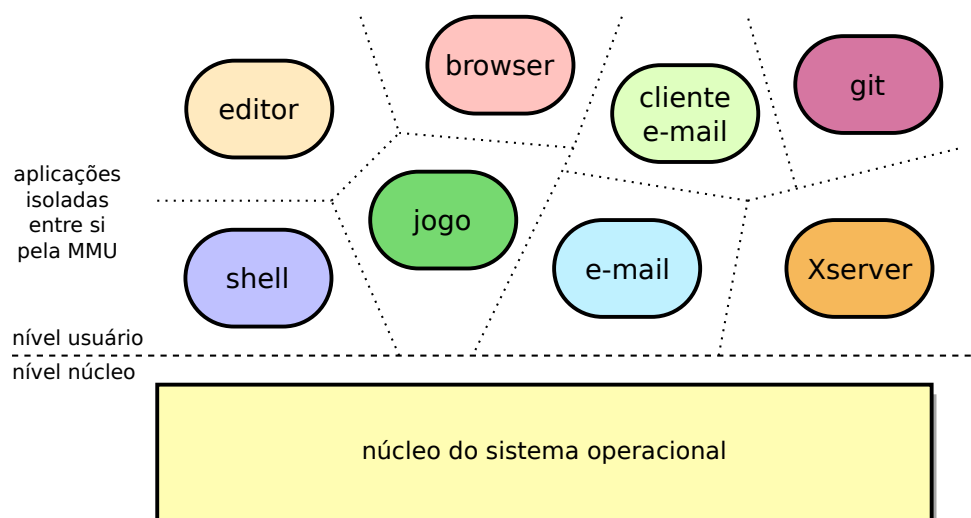 browser
editor
cliente
e-mail
git
aplicações
isoladas
entre si
pela MMU
jogo
shell
e-mail
Xserver
nível usuário
nível núcleo
núcleo do sistema operacional